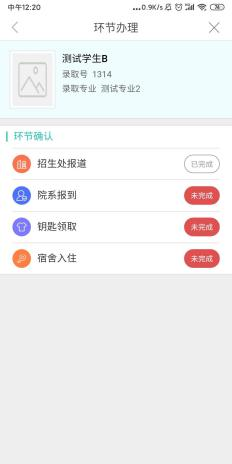 中午12:20
...0.9K/s
环节办理
测试学生B
录取号 1314
录取专业 测试专业2
环节确认
招生处报道 已完成
院系报到 未完成
钥匙领取 未完成
宿舍入住 未完成